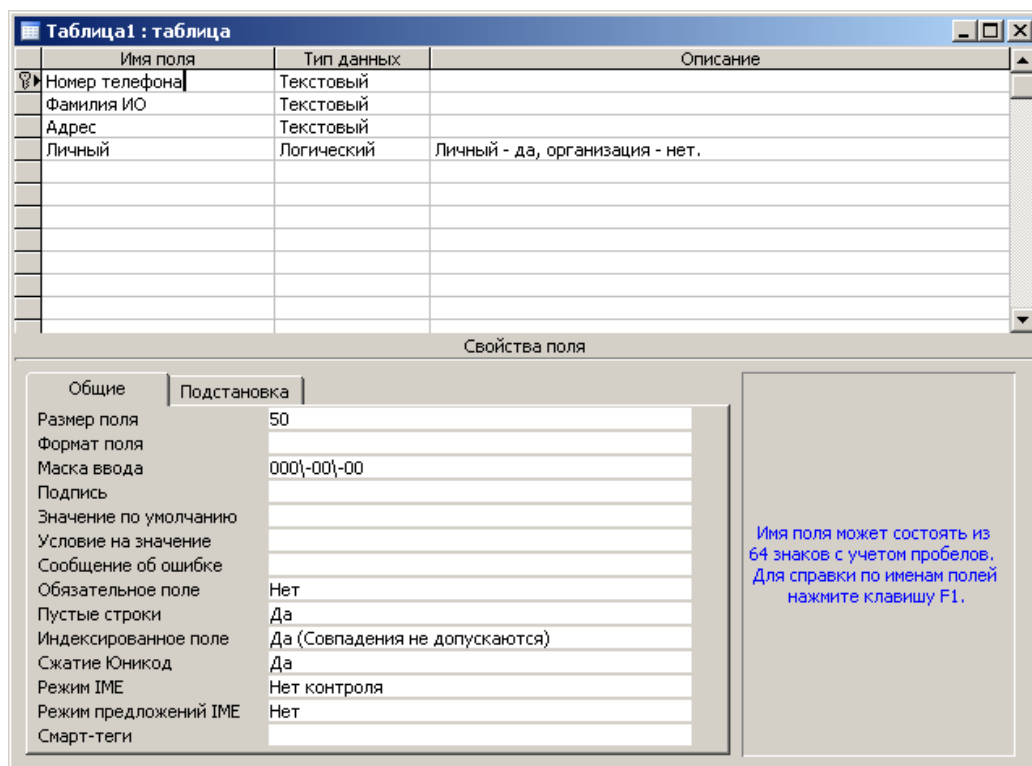 Таблица1 : таблица
Имя поля Тип данных Описание
Номер телефона Текстовый
Фамилия ИО Текстовый
Адрес Текстовый
Личный Логический Личный - да, организация - нет.
Свойства поля
Общие Подстановка
Размер поля 50
Формат поля
Маска ввода 000\-00\-00
Подпись
Значение по умолчанию
Условие на значение
Сообщение об ошибке
Обязательное поле Нет
Пустые строки Да
Индексированное поле Да (Совпадения не допускаются)
Сжатие Юникод Да
Режим IME Нет контроля
Режим предложений IME Нет
Смарт-теги
Имя поля может состоять из
64 знаков с учетом пробелов.
Для справки по именам полей
нажмите клавишу F1.